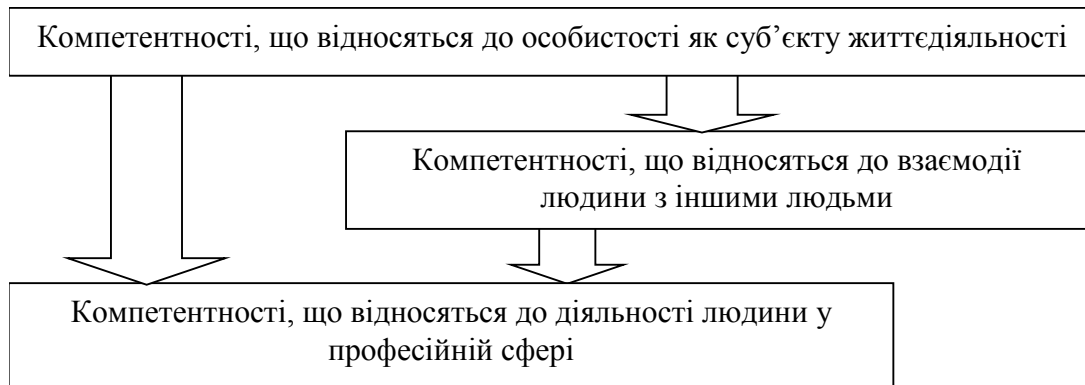 Компетентності, що відносяться до особистості як суб’єкту життєдіяльності
Компетентності, що відносяться до взаємодії
людини з іншими людьми
Компетентності, що відносяться до діяльності людини у
професійній сфері